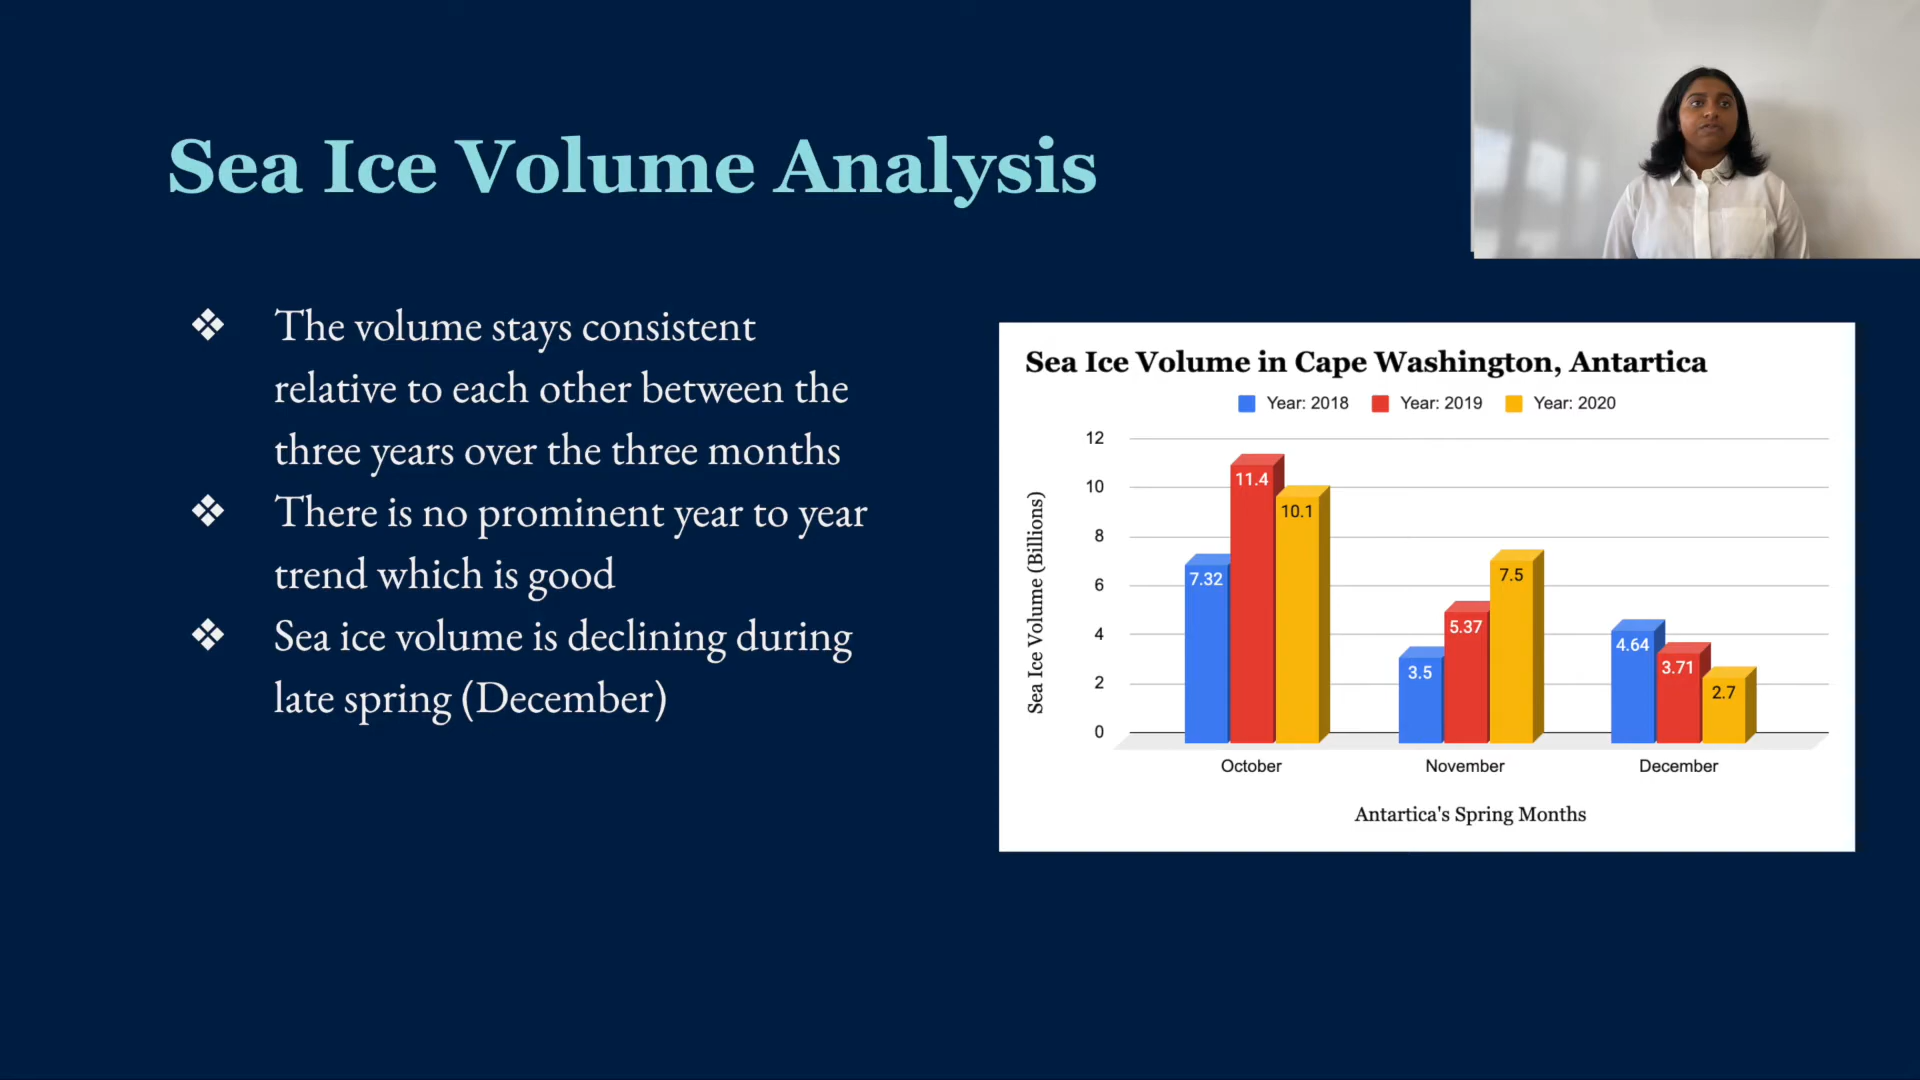 Sea Ice Volume Analysis
❖ The volume stays consistent
relative to each other between the
three years over the three months
❖ There is no prominent year to year
trend which is good
❖ Sea ice volume is declining during
late spring (December)
Sea Ice Volume in Cape Washington, Antartica
Year: 2018 Year: 2019 Year: 2020
Sea Ice Volume (Billions)
12
10
8
6
4
2
0
7.32 11.4 10.1
3.5 5.37 7.5
4.64 3.71 2.7
October November December
Antartica's Spring Months